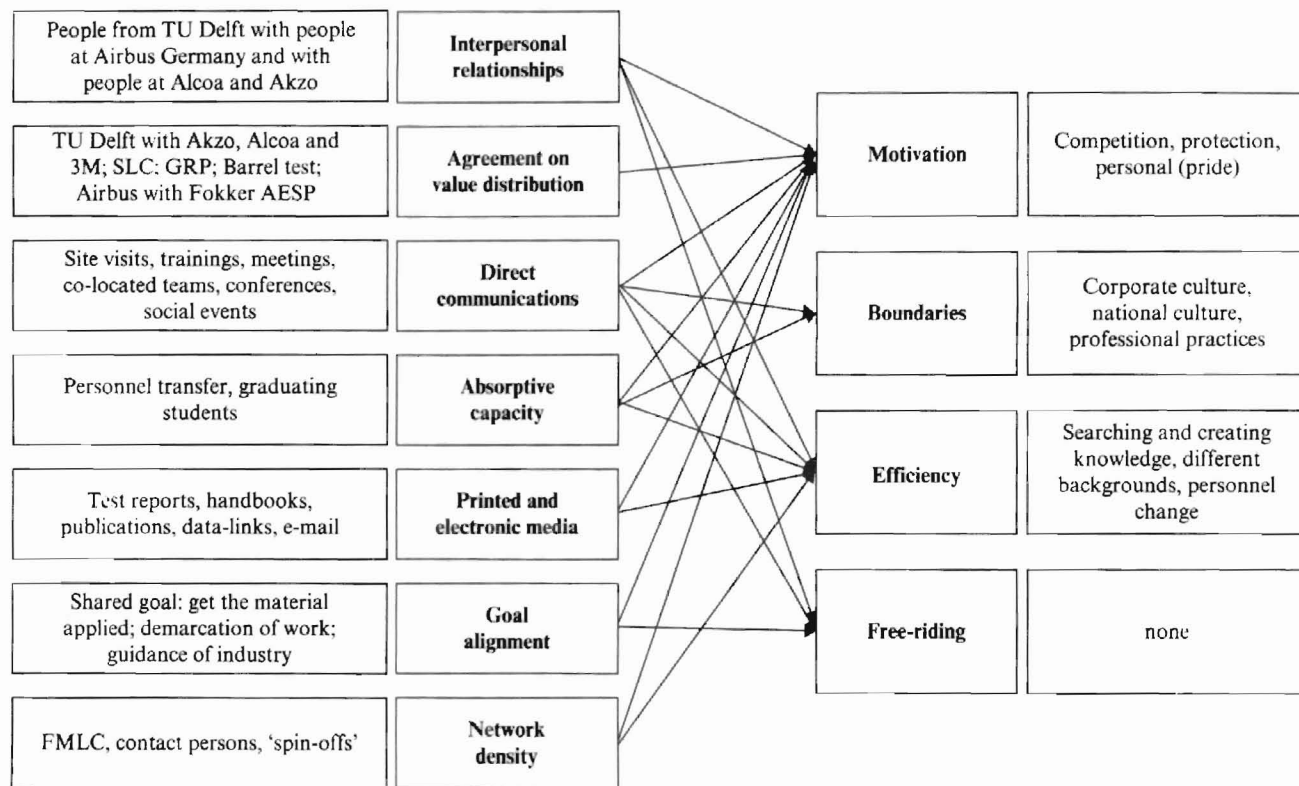 People from TU Delft with people
at Airbus Germany and with
people at Alcoa and Akzo
Interpersonal
relationships
TU Delft with Akzo, Alcoa and
3M; SLC: GRP; Barrel test;
Airbus with Fokker AESP
Agreement on
value distribution
Site visits, trainings, meetings,
co-located teams, conferences,
social events
Direct
communications
Personnel transfer, graduating
students
Absorptive
capacity
Test reports, handbooks,
publications, data-links, e-mail
Printed and
electronic media
Shared goal: get the material
applied; demarcation of work;
guidance of industry
Goal
alignment
FMLC, contact persons, ‘spin-offs’
Network
density
Motivation
Competition, protection,
personal (pride)
Boundaries
Corporate culture,
national culture,
professional practices
Efficiency
Searching and creating
knowledge, different
backgrounds, personnel
change
Free-riding
none